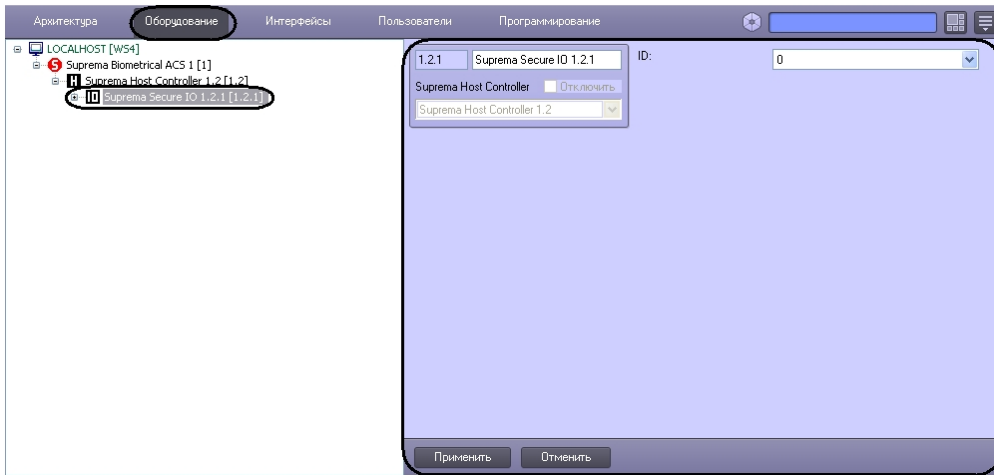 Архитектура Оборудование Интерфейсы Пользователи Программирование
LOCALHOST [WS4]
S Suprema Biometrical ACS 1 [1]
H Suprema Host Controller 1.2 [1.2]
IO Suprema Secure IO 1.2.1 [1.2.1]
1.2.1 Suprema Secure IO 1.2.1
Suprema Host Controller Отключить
Suprema Host Controller 1.2
ID: 0
Применить Отменить